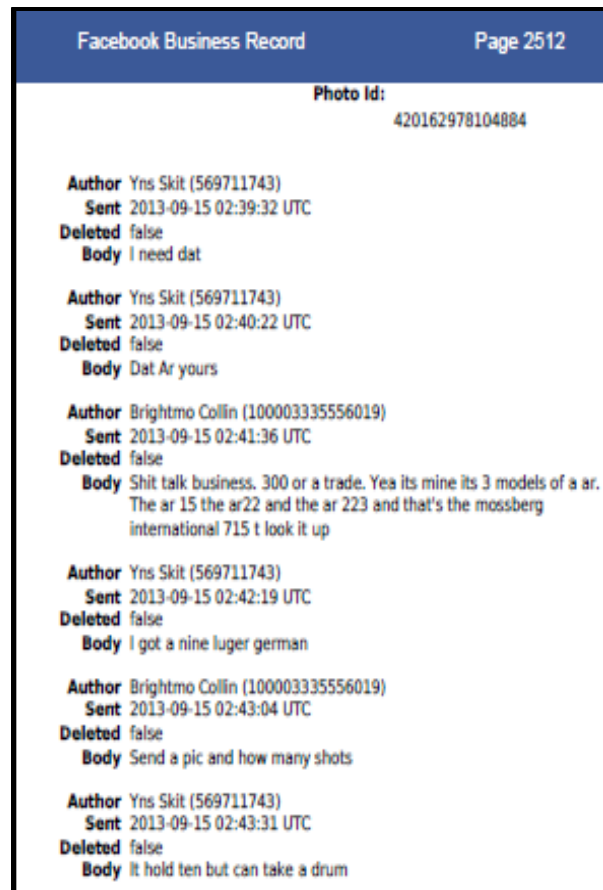 Facebook Business Record Page 2512
Photo Id:
420162978104884
Author Yns Skit (569711743)
Sent 2013-09-15 02:39:32 UTC
Deleted false
Body I need dat
Author Yns Skit (569711743)
Sent 2013-09-15 02:40:22 UTC
Deleted false
Body Dat Ar yours
Author Brightmo Collin (100003335556019)
Sent 2013-09-15 02:41:36 UTC
Deleted false
Body Shit talk business. 300 or a trade. Yea its mine its 3 models of a ar.
The ar 15 the ar22 and the ar 223 and that's the mossberg
international 715 t look it up
Author Yns Skit (569711743)
Sent 2013-09-15 02:42:19 UTC
Deleted false
Body I got a nine luger german
Author Brightmo Collin (100003335556019)
Sent 2013-09-15 02:43:04 UTC
Deleted false
Body Send a pic and how many shots
Author Yns Skit (569711743)
Sent 2013-09-15 02:43:31 UTC
Deleted false
Body It hold ten but can take a drum